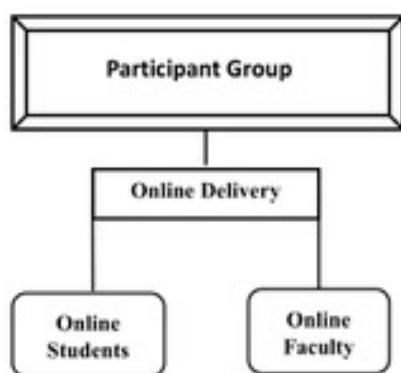 Participant Group
Online Delivery
Online
Students
Online
Faculty